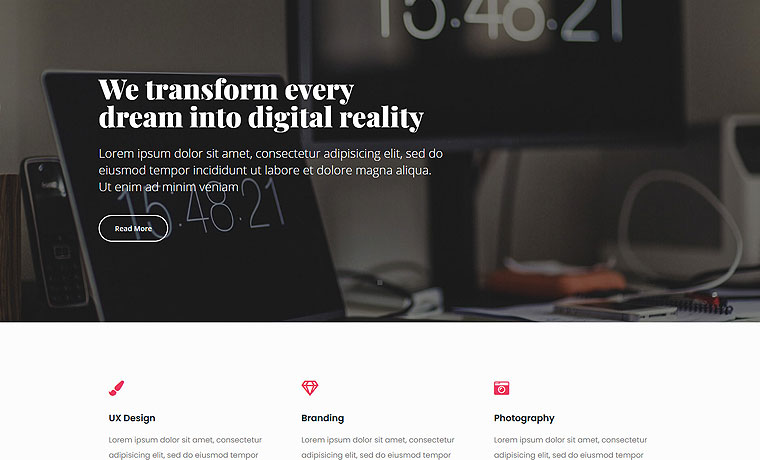 15.48.21
We transform every
dream into digital reality
Lorem ipsum dolor sit amet, consectetur adipisicing elit, sed do
eiusmod tempor incididunt ut labore et dolore magna aliqua.
Ut enim ad minim veniam
15.48.21
Read More
UX Design
Branding
Photography
Lorem ipsum dolor sit amet, consectetur
Lorem ipsum dolor sit amet, consectetur
Lorem ipsum dolor sit amet, consectetur
adipiscing elit, sed do eiusmod tempor
adipiscing elit, sed do eiusmod tempor
adipiscing elit, sed do eiusmod tempor